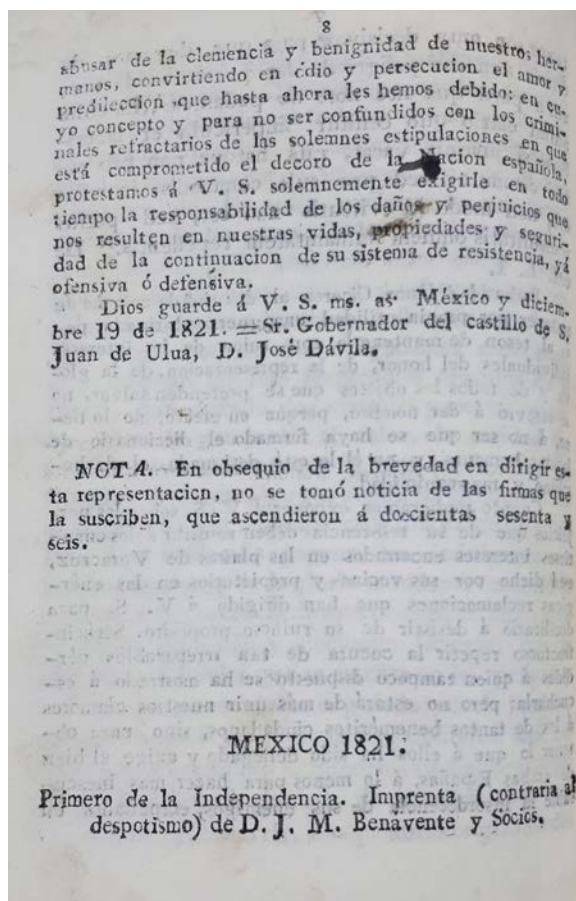 8
abusar de la clemencia y benignidad de nuestros her-
manos, convirtiendo en odio y persecucion el amor y
predileccion que hasta ahora les hemos debido: en cu-
yo concepto y para no ser confundidos con los crimi-
nales refractarios de las solemnes estipulaciones en que
está comprometido el decoro de la Nacion española,
protestamos á V. S. solemnemente exigirle en todo
tiempo la responsabilidad de los daños y perjuicios que
nos resulten en nuestras vidas, propiedades y seguri-
dad de la continuacion de su sistema de resistencia, yá
ofensiva ó defensiva.
Dios guarde á V. S. ms. as. México y diciem-
bre 19 de 1821. — Sr. Gobernador del castillo de S.
Juan de Ulua, D. José Dávila.
NOTA. En obsequio de la brevedad en dirigir es-
ta representacion, no se tomó noticia de las firmas que
la suscriben, que ascendieron á doscientas sesenta y
seis.
MEXICO 1821.
Primero de la Independencia. Imprenta (contraria al
despotismo) de D. J. M. Benavente y Socios.